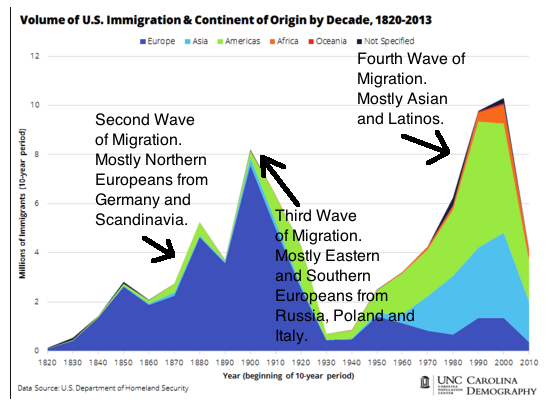 Volume of U.S. Immigration & Continent of Origin by Decade, 1820-2013
Europe Asia Americas Africa Oceania Not Specified
12
10
8
6
4
2
0
Millions of Immigrants (10-year period)
Second Wave
of Migration.
Mostly Northern
Europeans from
Germany and
Scandinavia.
Third Wave
of Migration.
Mostly Eastern
and Southern
Europeans from
Russia, Poland and
Italy.
Fourth Wave of
Migration.
Mostly Asian
and Latinos.
1820 1830 1840 1850 1860 1870 1880 1890 1900 1910 1920 1930 1940 1950 1960 1970 1980 1990 2000 2010
Year (beginning of 10-year period)
Data Source: U.S. Department of Homeland Security
UNC CAROLINA
CAROLINA POPULATION CENTER
DEMOGRAPHY